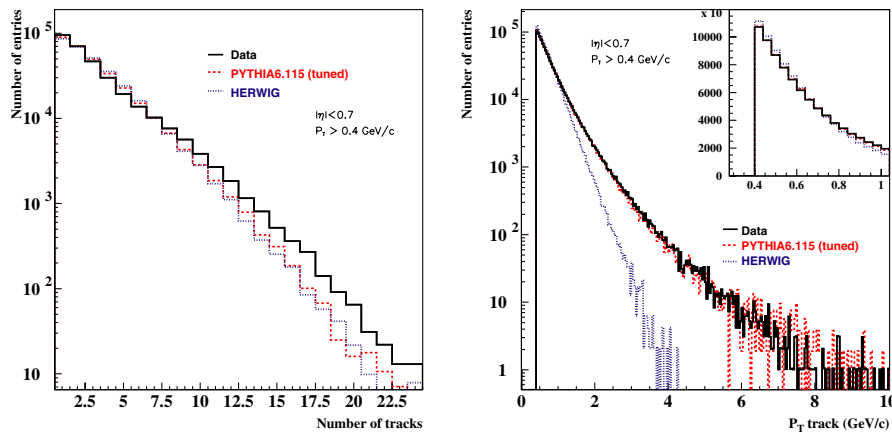 Number of entries
10^5
10^4
10^3
10^2
10
Data
PYTHIA6.115 (tuned)
HERWIG
|η|<0.7
P_T > 0.4 GeV/c
2.5 5 7.5 10 12.5 15 17.5 20 22.5
Number of tracks
Number of entries
10^5
10^4
10^3
10^2
10
1
|η|<0.7
P_T > 0.4 GeV/c
x 10
10000
8000
6000
4000
2000
0
0.4 0.6 0.8 1
Data
PYTHIA6.115 (tuned)
HERWIG
0 2 4 6 8 10
P_T track (GeV/c)